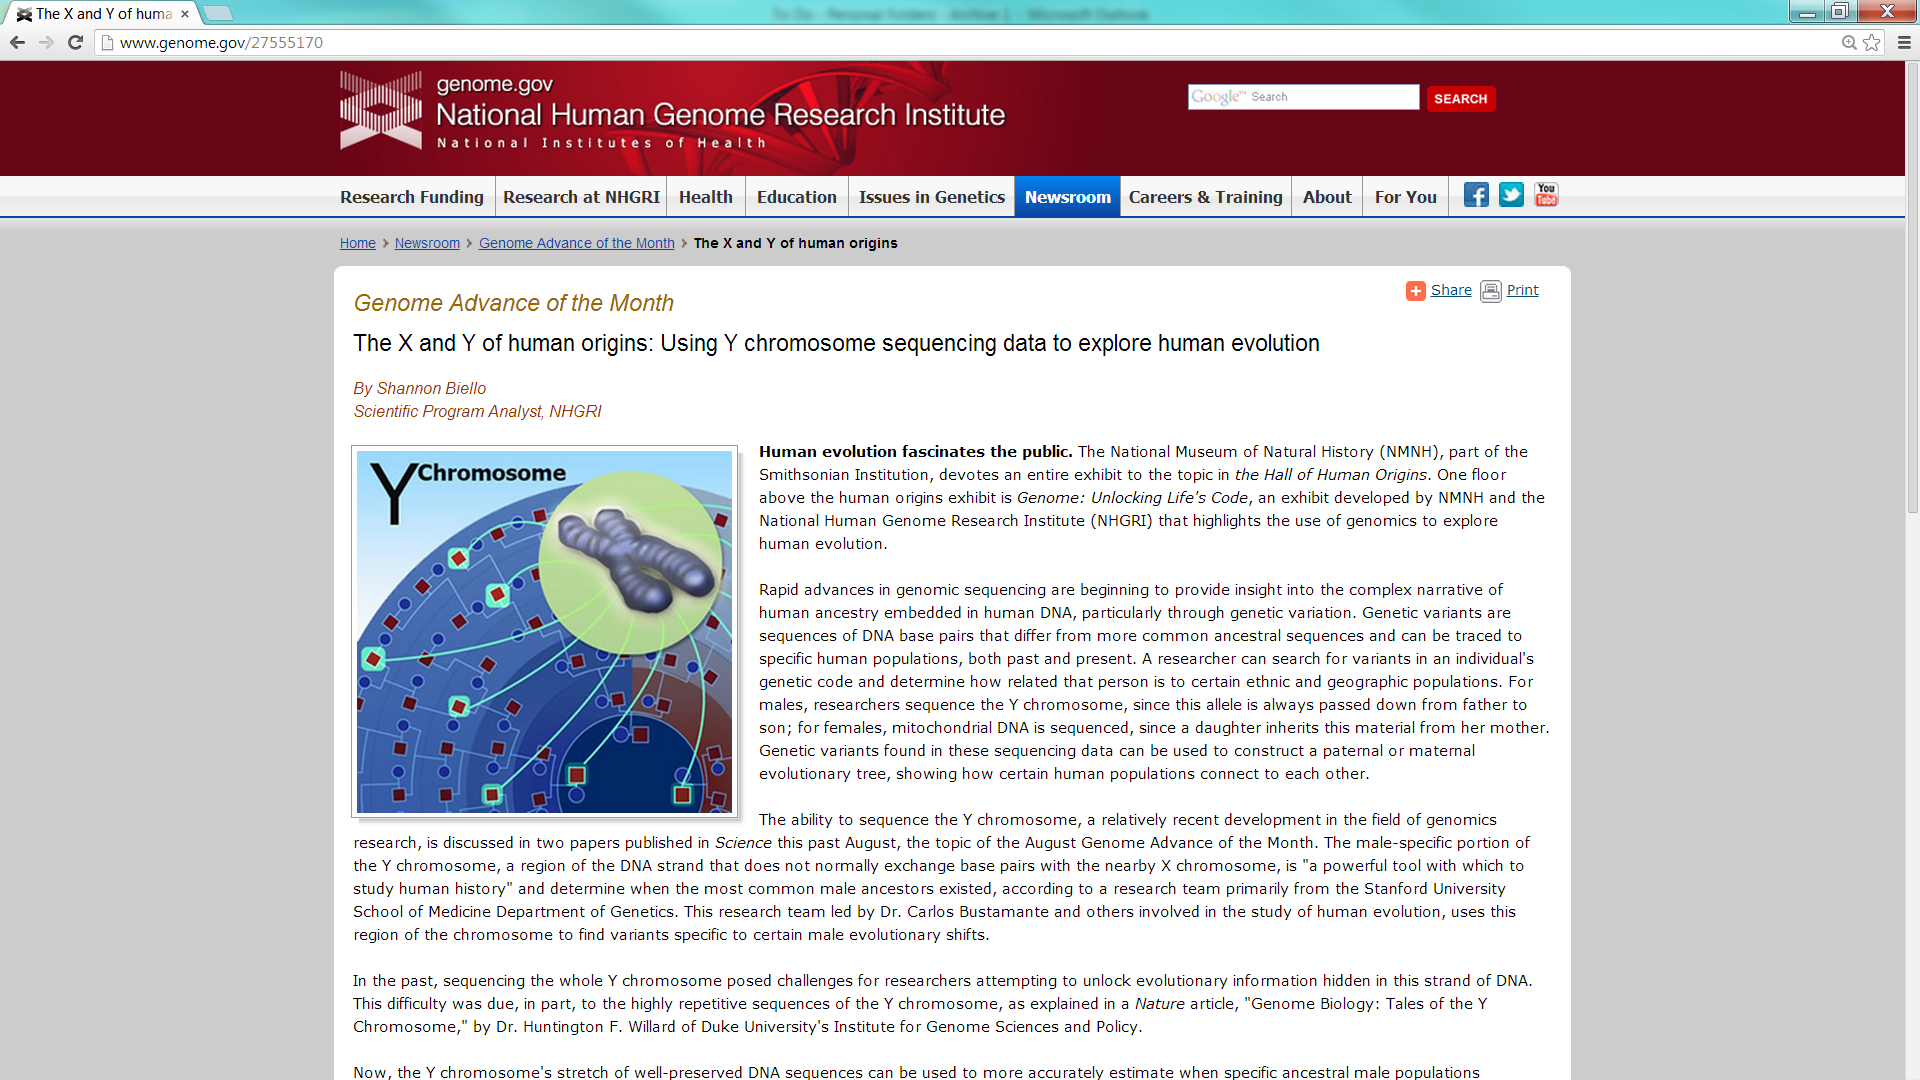 The X and Y of huma
To Do - Personal Folders - Archive 1 - Microsoft Outlook
www.genome.gov/27555170
genome.gov
National Human Genome Research Institute
National Institutes of Health
Google™ Search
SEARCH
Research Funding
Research at NHGRI
Health
Education
Issues in Genetics
Newsroom
Careers & Training
About
For You
f
You
Tube
Home › Newsroom › Genome Advance of the Month › The X and Y of human origins
Share
Print
Genome Advance of the Month
The X and Y of human origins: Using Y chromosome sequencing data to explore human evolution
By Shannon Biello
Scientific Program Analyst, NHGRI
Y Chromosome
Human evolution fascinates the public. The National Museum of Natural History (NMNH), part of the
Smithsonian Institution, devotes an entire exhibit to the topic in the Hall of Human Origins. One floor
above the human origins exhibit is Genome: Unlocking Life's Code, an exhibit developed by NMNH and the
National Human Genome Research Institute (NHGRI) that highlights the use of genomics to explore
human evolution.
Rapid advances in genomic sequencing are beginning to provide insight into the complex narrative of
human ancestry embedded in human DNA, particularly through genetic variation. Genetic variants are
sequences of DNA base pairs that differ from more common ancestral sequences and can be traced to
specific human populations, both past and present. A researcher can search for variants in an individual's
genetic code and determine how related that person is to certain ethnic and geographic populations. For
males, researchers sequence the Y chromosome, since this allele is always passed down from father to
son; for females, mitochondrial DNA is sequenced, since a daughter inherits this material from her mother.
Genetic variants found in these sequencing data can be used to construct a paternal or maternal
evolutionary tree, showing how certain human populations connect to each other.
The ability to sequence the Y chromosome, a relatively recent development in the field of genomics
research, is discussed in two papers published in Science this past August, the topic of the August Genome Advance of the Month. The male-specific portion of
the Y chromosome, a region of the DNA strand that does not normally exchange base pairs with the nearby X chromosome, is "a powerful tool with which to
study human history" and determine when the most common male ancestors existed, according to a research team primarily from the Stanford University
School of Medicine Department of Genetics. This research team led by Dr. Carlos Bustamante and others involved in the study of human evolution, uses this
region of the chromosome to find variants specific to certain male evolutionary shifts.
In the past, sequencing the whole Y chromosome posed challenges for researchers attempting to unlock evolutionary information hidden in this strand of DNA.
This difficulty was due, in part, to the highly repetitive sequences of the Y chromosome, as explained in a Nature article, "Genome Biology: Tales of the Y
Chromosome," by Dr. Huntington F. Willard of Duke University's Institute for Genome Sciences and Policy.
Now, the Y chromosome's stretch of well-preserved DNA sequences can be used to more accurately estimate when specific ancestral male populations